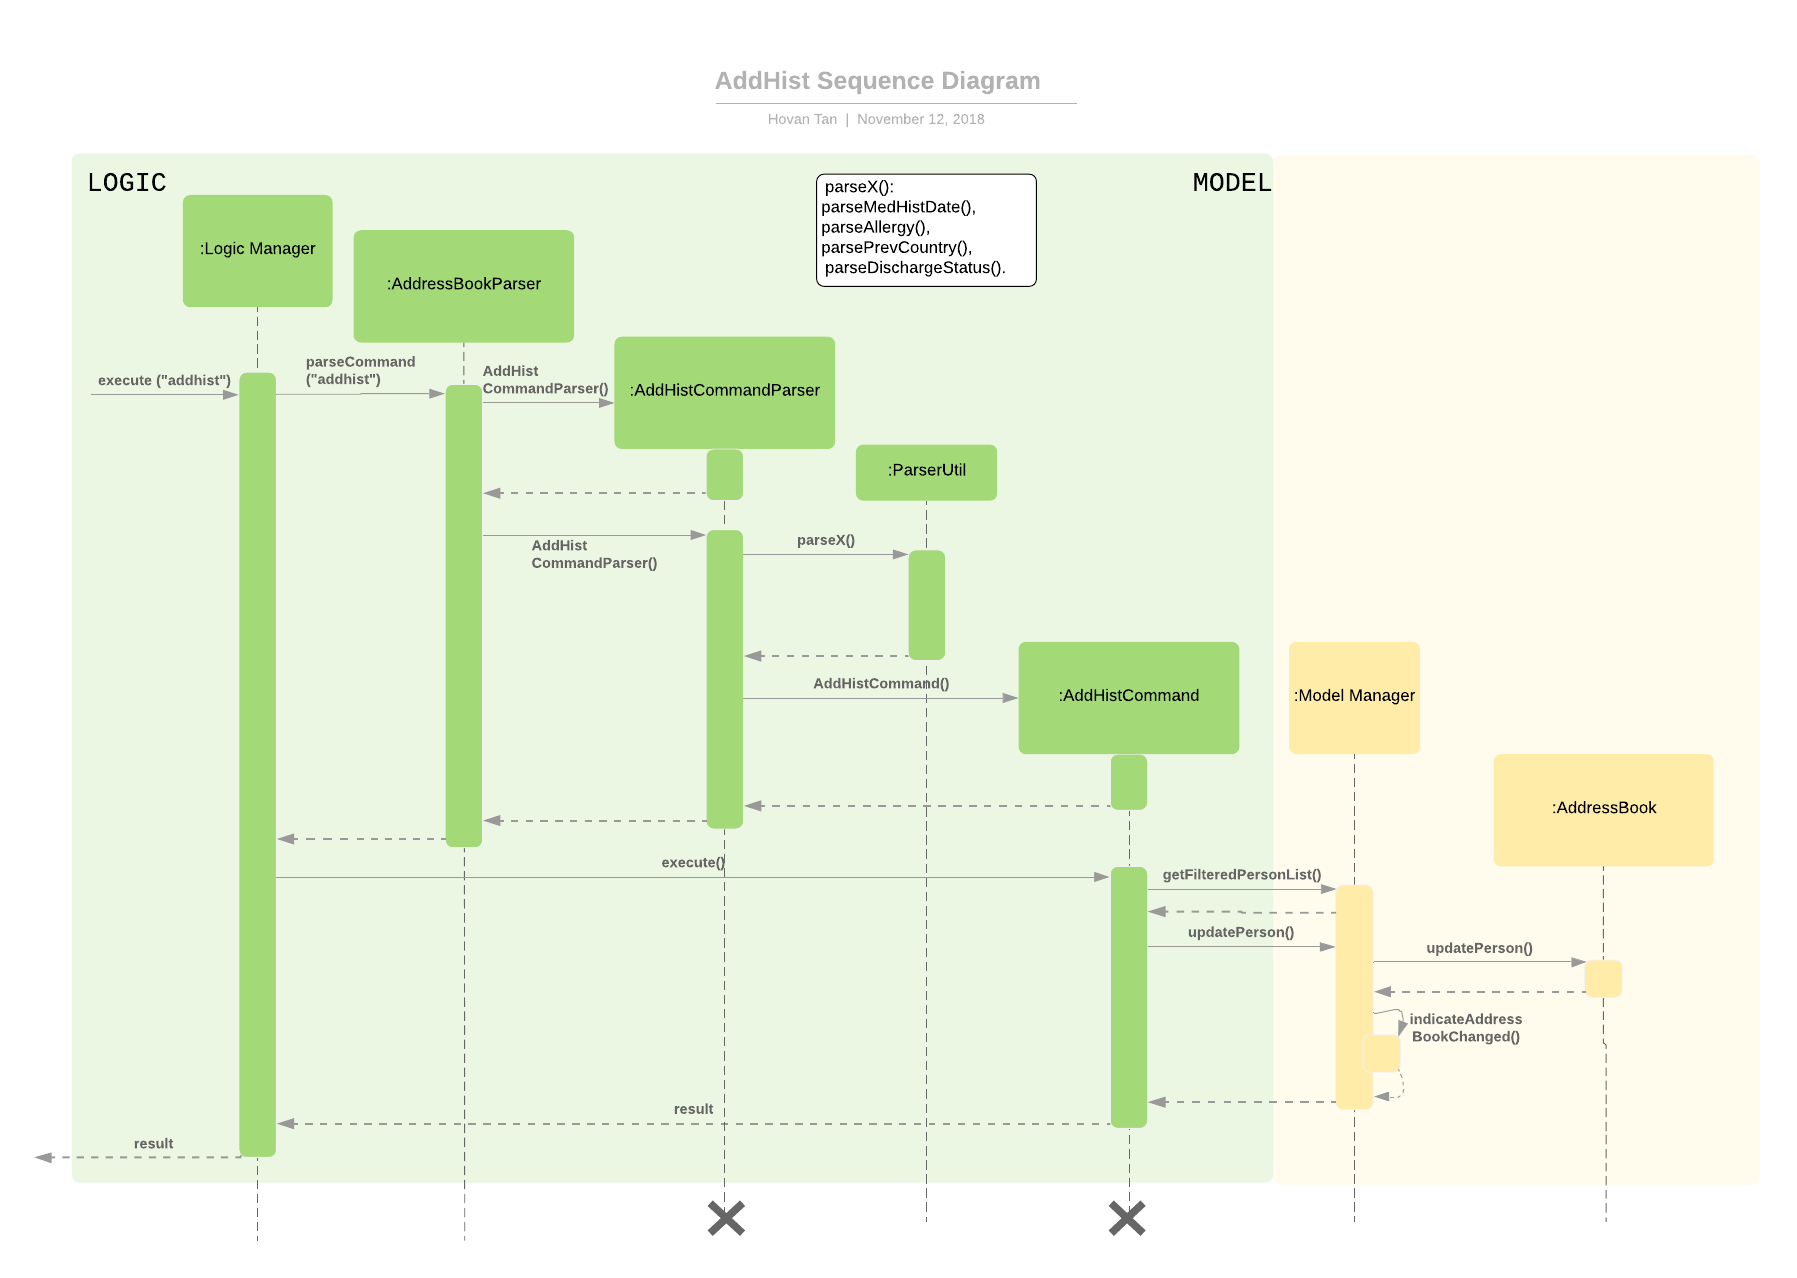 AddHist Sequence Diagram
Hovan Tan | November 12, 2018
LOGIC
MODEL
parseX():
parseMedHistDate(),
parseAllergy(),
parsePrevCountry(),
parseDischargeStatus().
:Logic Manager
:AddressBookParser
:AddHistCommandParser
:ParserUtil
execute ("addhist")
parseCommand
("addhist")
AddHist
CommandParser()
AddHist
CommandParser()
parseX()
AddHistCommand()
:AddHistCommand
:Model Manager
:AddressBook
execute()
getFilteredPersonList()
updatePerson()
updatePerson()
indicateAddress
BookChanged()
result
result